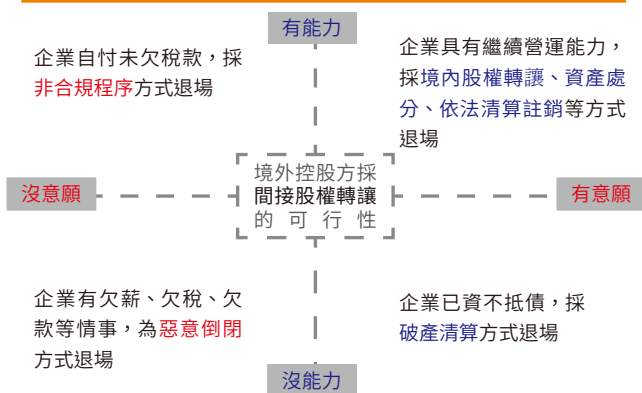 有能力
企業自忖未欠稅款，採
非合規程序方式退場
企業具有繼續營運能力，
採境內股權轉讓、資產處
分、依法清算註銷等方式
退場
沒意願
境外控股方採
間接股權轉讓
的可行性
有意願
企業有欠薪、欠稅、欠
款等情事，為惡意倒閉
方式退場
企業已資不抵債，採
破產清算方式退場
沒能力